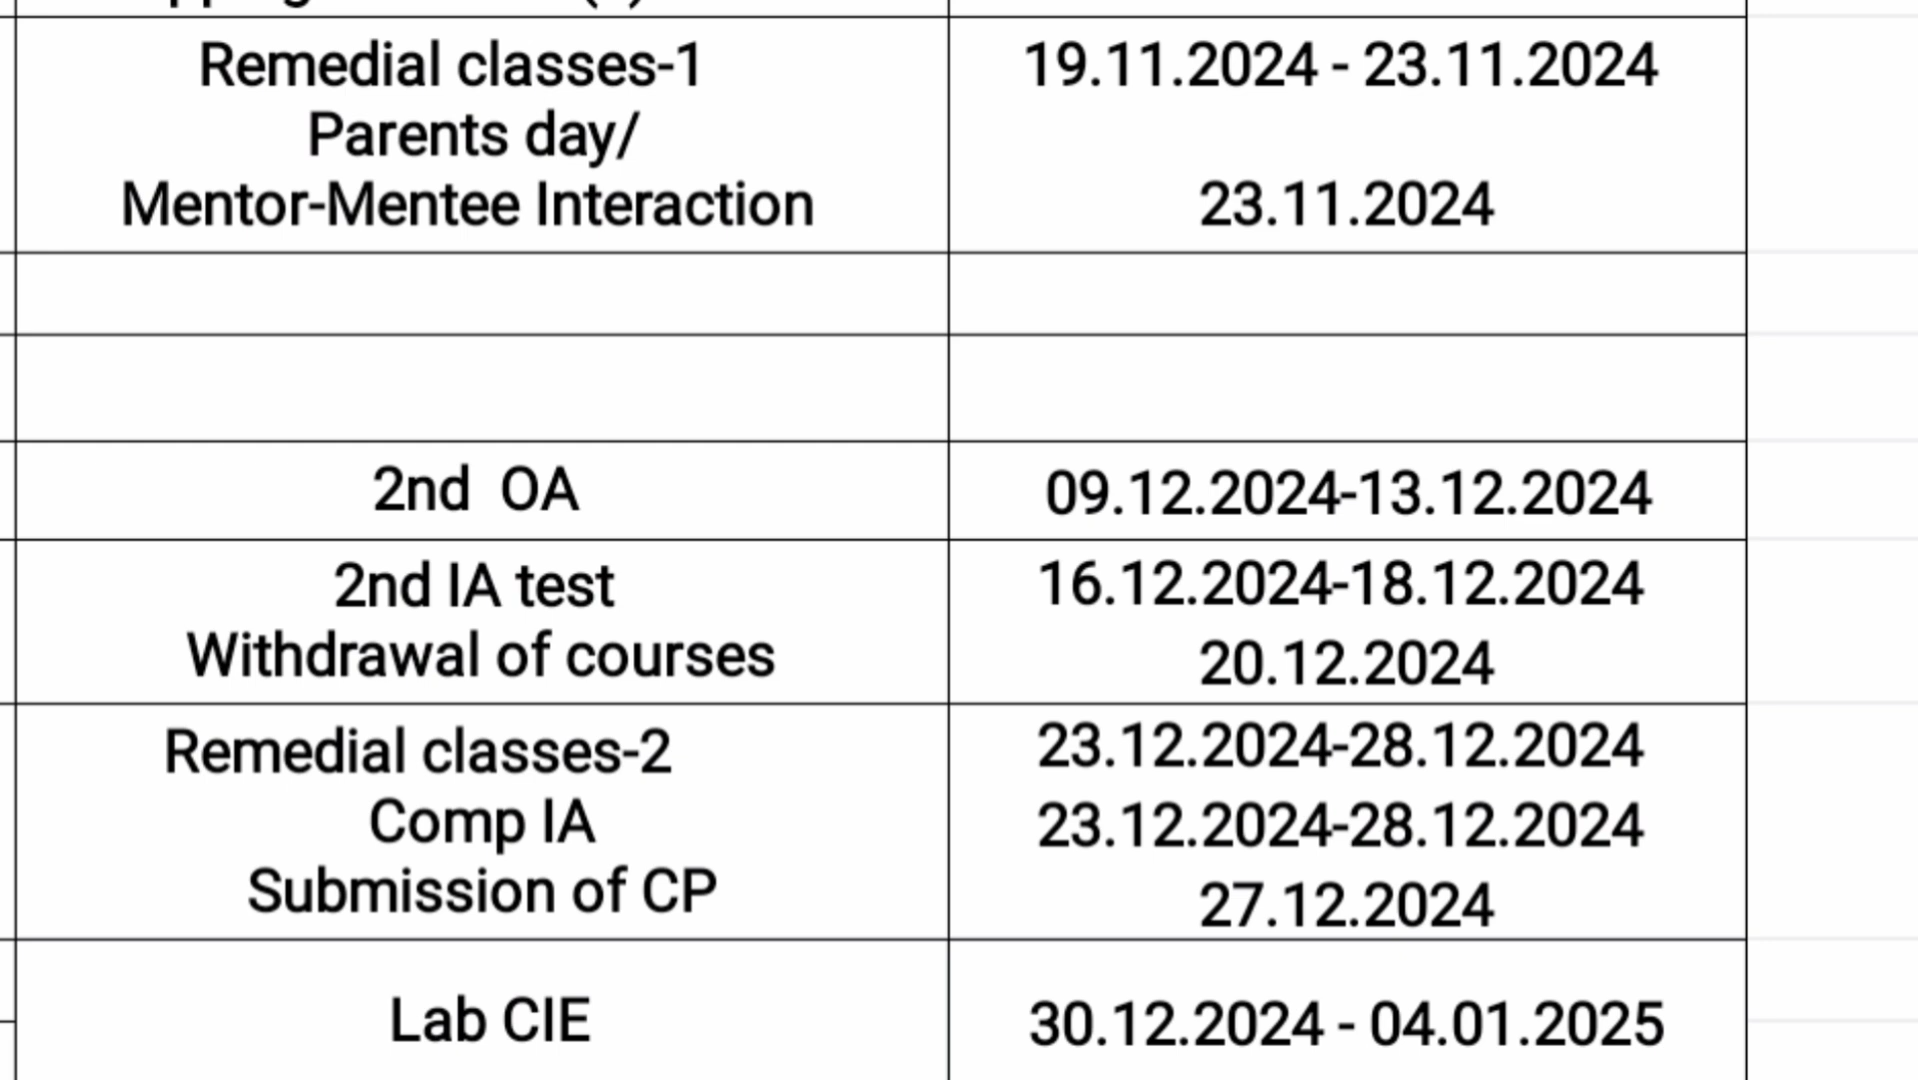 Remedial classes-1
19.11.2024 - 23.11.2024
Parents day/
Mentor-Mentee Interaction
23.11.2024
2nd OA
09.12.2024-13.12.2024
2nd IA test
16.12.2024-18.12.2024
Withdrawal of courses
20.12.2024
Remedial classes-2
23.12.2024-28.12.2024
Comp IA
23.12.2024-28.12.2024
Submission of CP
27.12.2024
Lab CIE
30.12.2024 - 04.01.2025